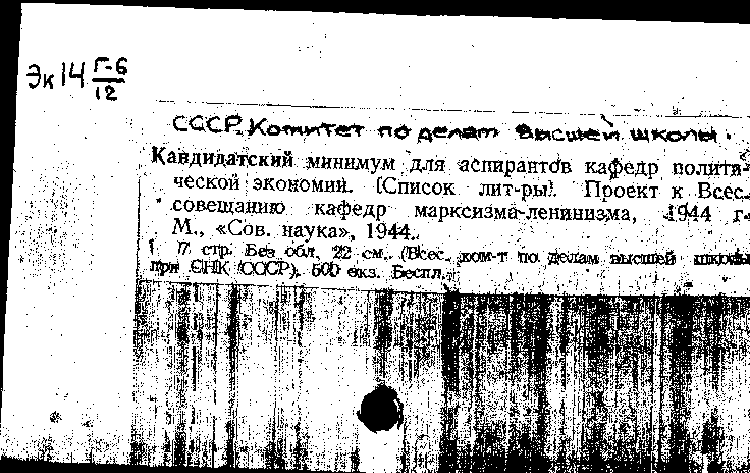 Эк14 Г-6
12
СССР. Комитет по делам высшей школы.
Кандидатский минимум для аспирантов кафедр полити-
ческой экономии. (Список лит-ры). Проект к Всес.
совещанию кафедр марксизма-ленинизма, 1944 г.
М., «Сов. наука», 1944.
17 стр. Без обл. 22 см. (Всес. ком-т по делам высшей школы
при СНК СССР). 500 экз. Беспл.